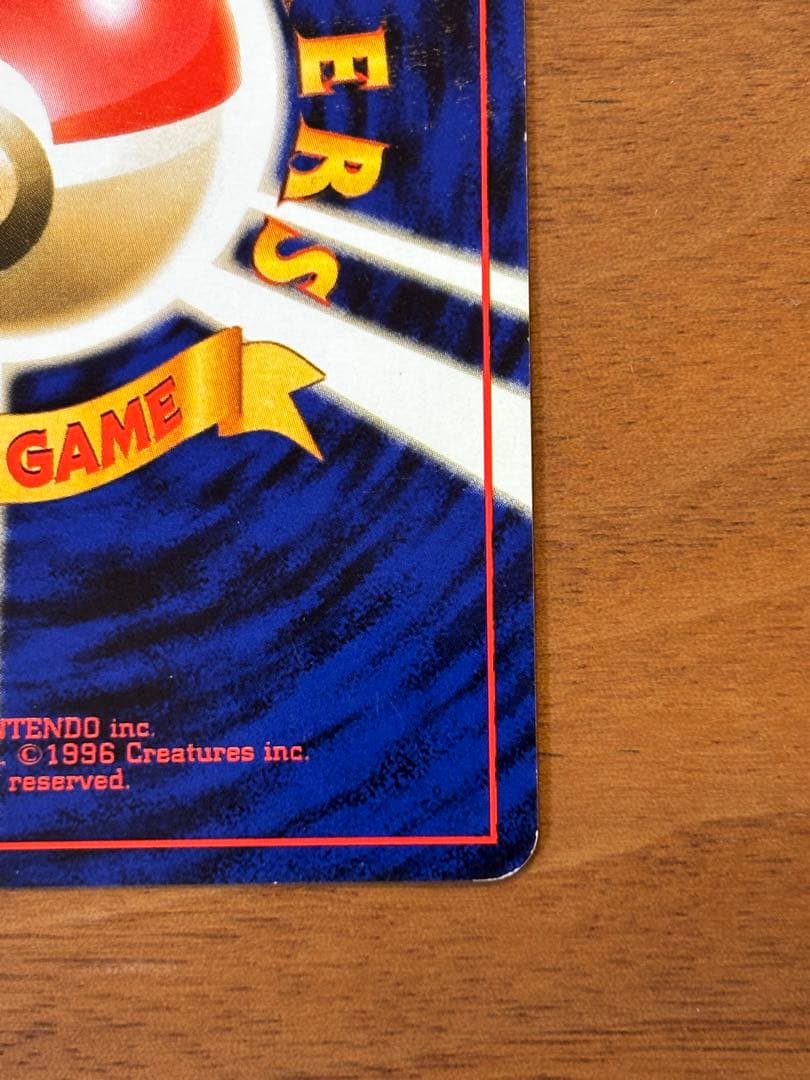 ERS
GAME
NTENDO inc.
. ©1996 Creatures inc.
reserved.